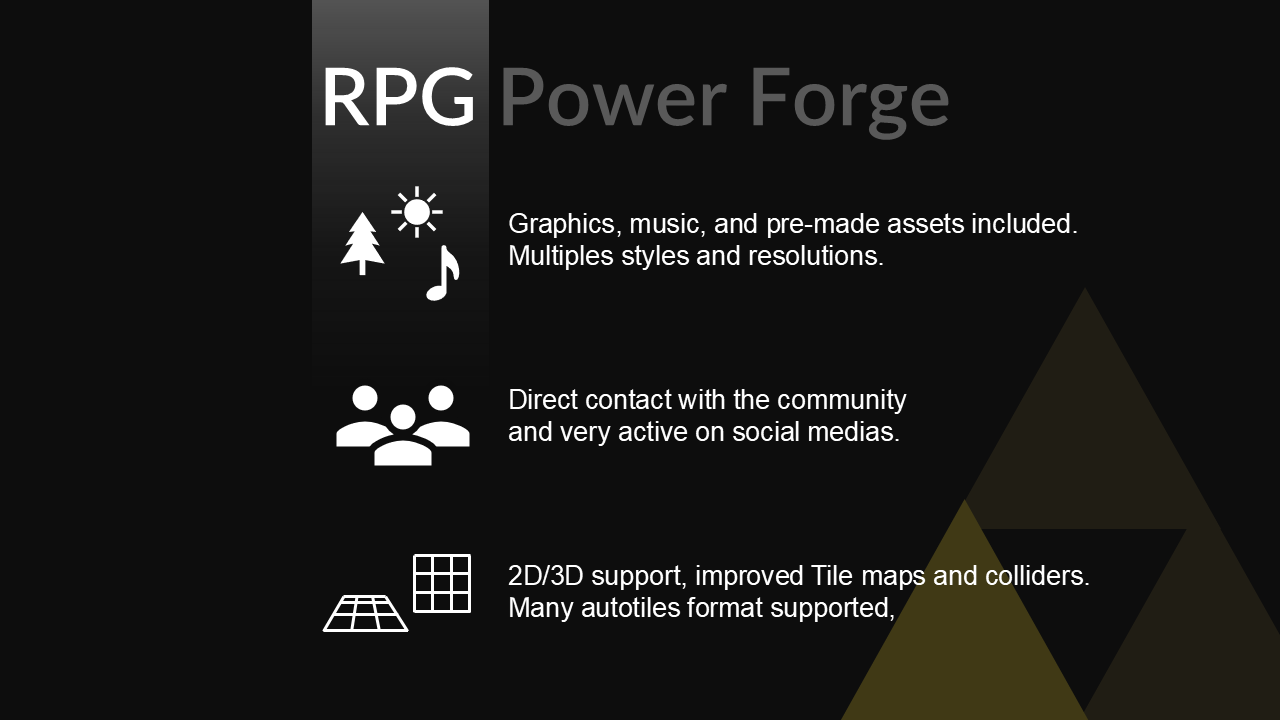 RPG Power Forge
Graphics, music, and pre-made assets included.
Multiples styles and resolutions.
Direct contact with the community
and very active on social medias.
2D/3D support, improved Tile maps and colliders.
Many autotiles format supported,